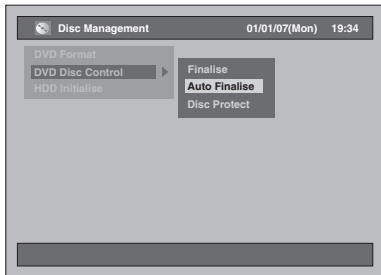 Disc Management 01/01/07(Mon) 19:34
DVD Format
DVD Disc Control
HDD Initialise
Finalise
Auto Finalise
Disc Protect